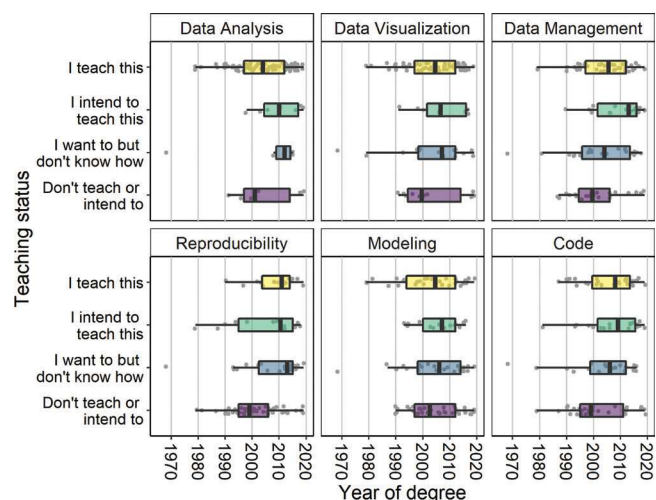 Data Analysis
Data Visualization
Data Management
I teach this
I intend to
teach this
I want to but
don't know how
Don't teach or
intend to
Teaching status
Reproducibility
Modeling
Code
I teach this
I intend to
teach this
I want to but
don't know how
Don't teach or
intend to
1970
1980
1990
2000
2010
2020
1970
1980
1990
2000
2010
2020
1970
1980
1990
2000
2010
2020
Year of degree